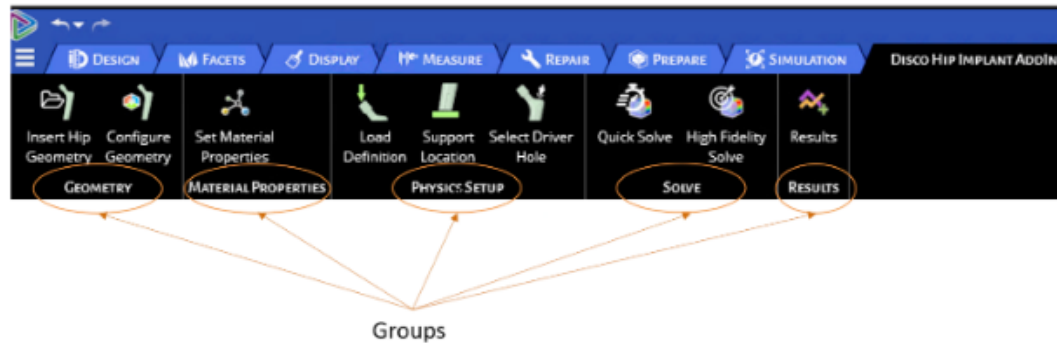 DESIGN FACETS DISPLAY MEASURE REPAIR PREPARE SIMULATION DISCO HIP IMPLANT ADDIN
Insert Hip Geometry
Configure Geometry
Set Material Properties
Load Definition
Support Location
Select Driver Hole
Quick Solve
High Fidelity Solve
Results
GEOMETRY MATERIAL PROPERTIES PHYSICS SETUP SOLVE RESULTS
Groups